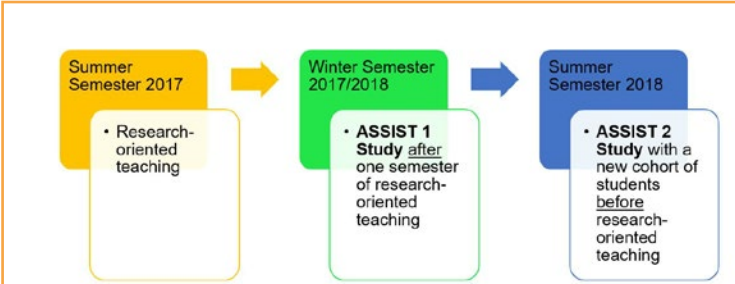 Summer
Semester 2017
• Research-
oriented
teaching
Winter Semester
2017/2018
• ASSIST 1
Study after
one semester
of research-
oriented
teaching
Summer
Semester 2018
• ASSIST 2
Study with a
new cohort of
students
before
research-
oriented
teaching